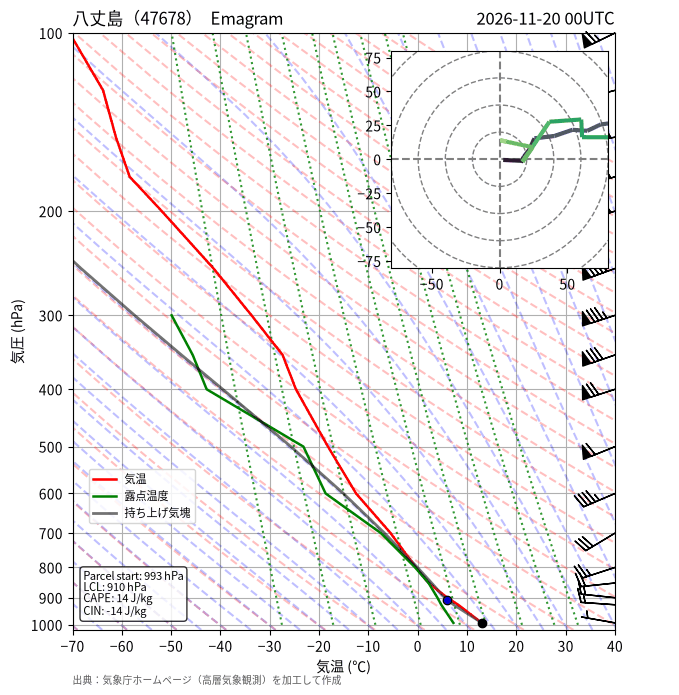 八丈島（47678） Emagram
2026-11-20 00UTC
気圧 (hPa)
100
200
300
400
500
600
700
800
900
1000
−70
−60
−50
−40
−30
−20
−10
0
10
20
30
40
気温 (℃)
75
50
25
0
−25
−50
−75
−50
0
50
気温
露点温度
持ち上げ気塊
Parcel start: 993 hPa
LCL: 910 hPa
CAPE: 14 J/kg
CIN: -14 J/kg
出典：気象庁ホームページ（高層気象観測）を加工して作成